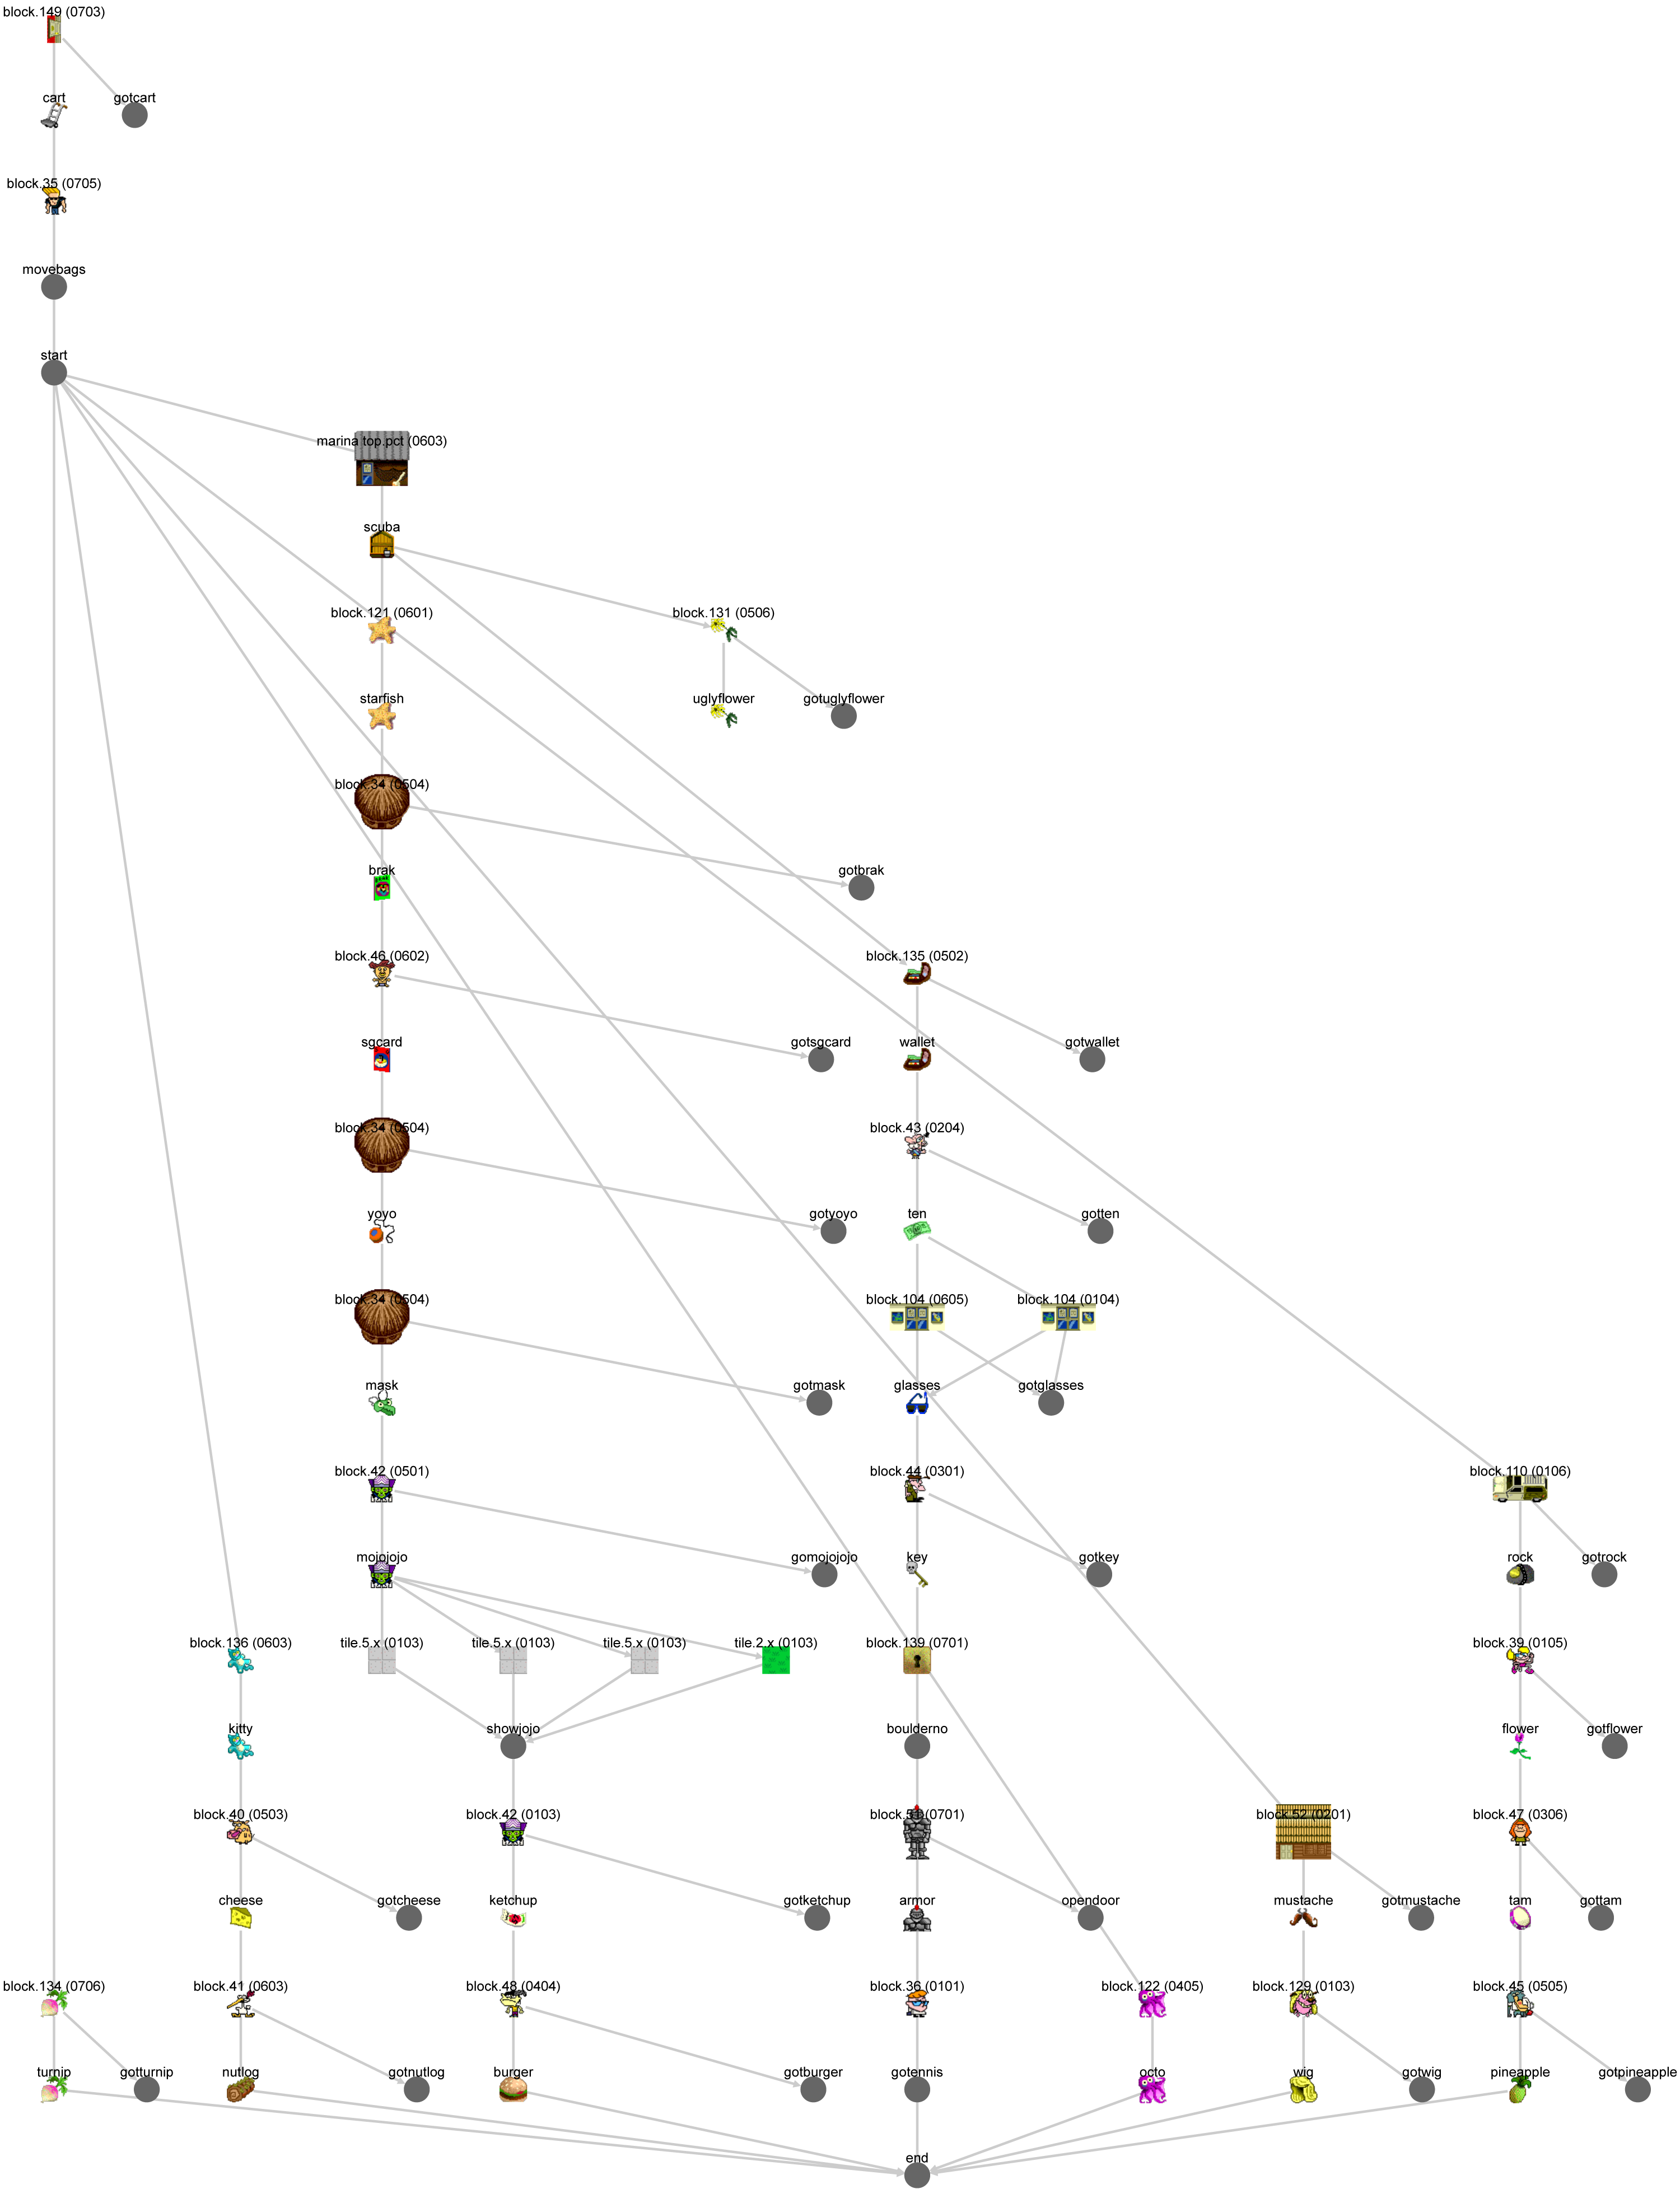 block.149 (0703)
cart
gotcart
block.35 (0705)
movebags
start
marina top.pct (0603)
scuba
block.121 (0601)
block.131 (0506)
starfish
uglyflower
gotuglyflower
block.34 (0504)
brak
gotbrak
block.46 (0602)
block.135 (0502)
sgcard
gotsgcard
wallet
gotwallet
block.34 (0504)
block.43 (0204)
yoyo
gotyoyo
ten
gotten
block.34 (0504)
block.104 (0605)
block.104 (0104)
mask
gotmask
glasses
gotglasses
block.42 (0501)
block.44 (0301)
block.110 (0106)
mojojojo
gomojojojo
key
gotkey
rock
gotrock
block.136 (0603)
tile.5.x (0103)
tile.5.x (0103)
tile.5.x (0103)
tile.2.x (0103)
block.139 (0701)
block.39 (0105)
kitty
showjojo
boulderno
flower
gotflower
block.40 (0503)
block.42 (0103)
block.51 (0701)
block.52 (0201)
block.47 (0306)
cheese
gotcheese
ketchup
gotketchup
armor
opendoor
mustache
gotmustache
tam
gottam
block.134 (0706)
block.41 (0603)
block.48 (0404)
block.36 (0101)
block.122 (0405)
block.129 (0103)
block.45 (0505)
turnip
gotturnip
nutlog
gotnutlog
burger
gotburger
gotennis
octo
wig
gotwig
pineapple
gotpineapple
end